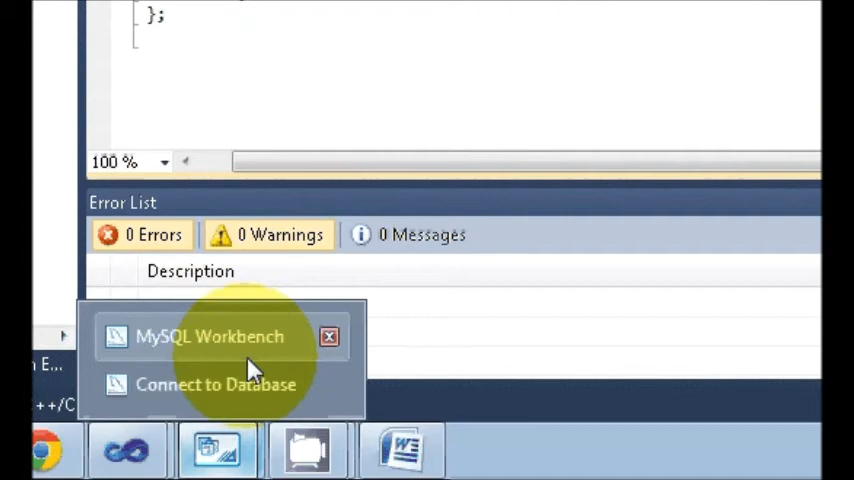 };
100 %
Error List
0 Errors
0 Warnings
0 Messages
Description
MySQL Workbench
Connect to Database
n E...
++/C